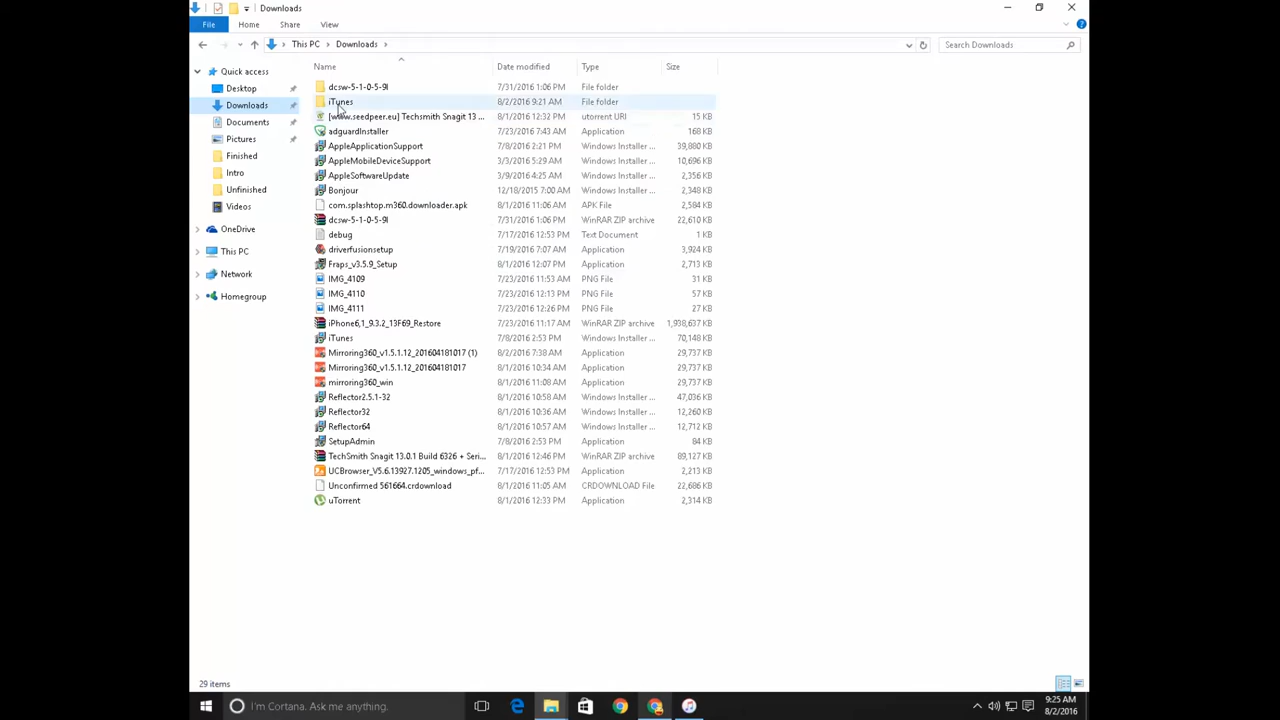 Downloads
File Home Share View
This PC Downloads Search Downloads
Name Date modified Type Size
Quick access
Desktop
Downloads
Documents
Pictures
Finished
Intro
Unfinished
Videos
OneDrive
This PC
Network
Homegroup
dcsw-5-1-0-5-9l 7/31/2016 1:06 PM File folder
iTunes 8/2/2016 9:21 AM File folder
[www.seedpeer.eu] Techsmith Snagit 13 ... 8/1/2016 12:32 PM utorrent URI 15 KB
adguardInstaller 7/23/2016 7:43 AM Application 168 KB
AppleApplicationSupport 7/8/2016 2:21 PM Windows Installer ... 39,880 KB
AppleMobileDeviceSupport 3/3/2016 5:29 AM Windows Installer ... 10,696 KB
AppleSoftwareUpdate 3/9/2016 4:25 AM Windows Installer ... 2,356 KB
Bonjour 12/18/2015 7:00 AM Windows Installer ... 2,348 KB
com.splashtop.m360.downloader.apk 8/1/2016 11:06 AM APK File 2,584 KB
dcsw-5-1-0-5-9l 7/31/2016 1:06 PM WinRAR ZIP archive 22,610 KB
debug 7/17/2016 12:53 PM Text Document 1 KB
driverfusionsetup 7/19/2016 7:07 AM Application 3,924 KB
Fraps_v3.5.9_Setup 8/1/2016 12:06 PM Application 2,713 KB
IMG_4109 7/23/2016 11:53 AM PNG File 31 KB
IMG_4110 7/23/2016 12:13 PM PNG File 57 KB
IMG_4111 7/23/2016 12:26 PM PNG File 27 KB
iPhone6,1_9.3.2_13F69_Restore 7/23/2016 11:17 AM WinRAR ZIP archive 1,938,637 KB
iTunes 7/8/2016 2:53 PM Windows Installer ... 70,148 KB
Mirroring360_v1.5.1.12_201604181017 (1) 8/2/2016 7:38 AM Application 29,737 KB
Mirroring360_v1.5.1.12_201604181017 8/1/2016 10:34 AM Application 29,737 KB
mirroring360_win 8/1/2016 11:08 AM Application 29,737 KB
Reflector2.5.1-32 8/1/2016 10:58 AM Windows Installer ... 47,036 KB
Reflector32 8/1/2016 10:36 AM Windows Installer ... 12,260 KB
Reflector64 8/1/2016 10:57 AM Windows Installer ... 12,712 KB
SetupAdmin 7/8/2016 2:53 PM Application 84 KB
TechSmith Snagit 13.0.1 Build 6326 + Seri... 8/1/2016 12:46 PM WinRAR ZIP archive 89,127 KB
UCBrowser_V5.6.13927.1205_windows_pf... 7/17/2016 12:53 PM Application 2,213 KB
Unconfirmed 561664.crdownload 8/1/2016 11:05 AM CRDOWNLOAD File 22,686 KB
uTorrent 8/1/2016 12:33 PM Application 2,314 KB
29 items
I'm Cortana. Ask me anything.
9:25 AM
8/2/2016